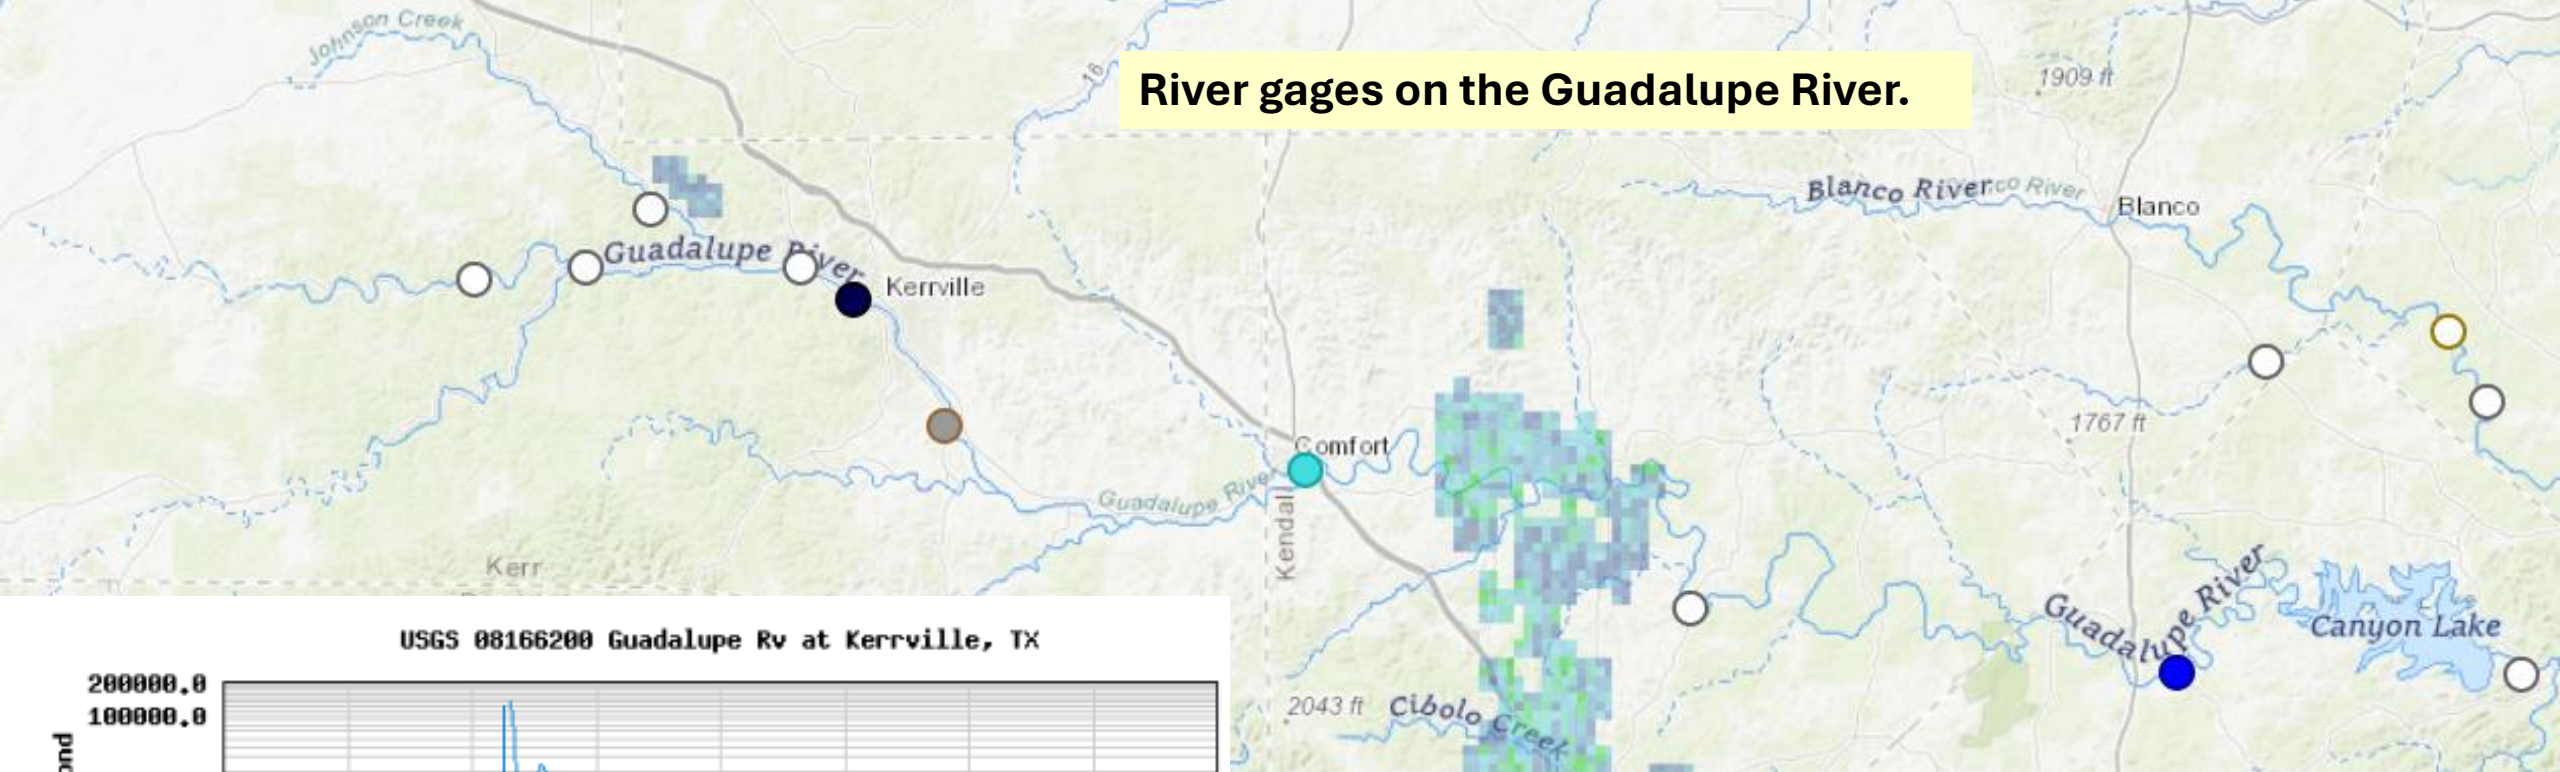 Johnson Creek
16
River gages on the Guadalupe River.
1909 ft
Blanco River
Blanco
Guadalupe River
Kerrville
Comfort
1767 ft
Guadalupe River
Kendall
Kerr
Guadalupe River
Canyon Lake
2043 ft
Cibolo Creek
USGS 08166200 Guadalupe Rv at Kerrville, TX
200000.0
100000.0